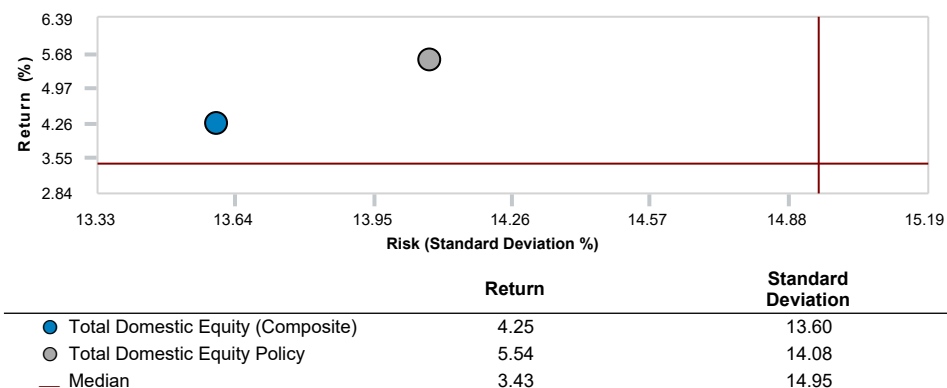 6.39
5.68
4.97
4.26
3.55
2.84
Return (%)
13.33 13.64 13.95 14.26 14.57 14.88 15.19
Risk (Standard Deviation %)
Return Standard Deviation
Total Domestic Equity (Composite) 4.25 13.60
Total Domestic Equity Policy 5.54 14.08
Median 3.43 14.95